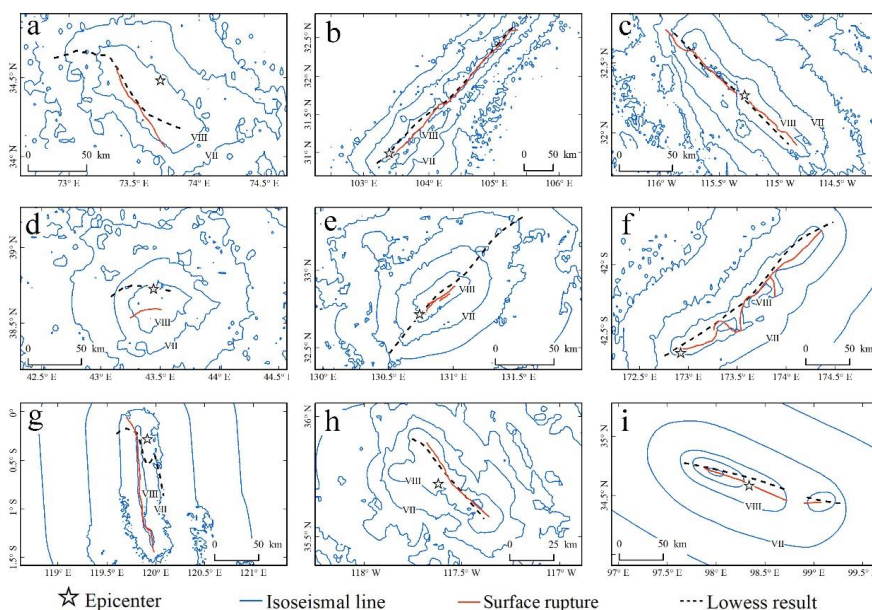 a
34.5° N
34° N
VIII
VII
0 50 km
73° E 73.5° E 74° E 74.5° E
b
32.5° N
32° N
31.5° N
31° N
VIII
VII
0 50 km
103° E 104° E 105° E 106° E
c
32.5° N
32° N
VIII
VII
0 50 km
116° W 115.5° W 115° W 114.5° W
d
39° N
38.5° N
VIII
VII
0 50 km
42.5° E 43° E 43.5° E 44° E 44.5° E
e
33° N
32.5° N
VIII
VII
0 50 km
130° E 130.5° E 131° E 131.5° E
f
42° S
42.5° S
VIII
VII
0 50 km
172.5° E 173° E 173.5° E 174° E 174.5° E
g
0°
0.5° S
1° S
1.5° S
VIII
VII
0 50 km
119° E 119.5° E 120° E 120.5° E 121° E
h
36° N
35.5° N
VIII
VII
0 25 km
118° W 117.5° W 117° W
i
35° N
34.5° N
VIII
VII
0 50 km
97° E 97.5° E 98° E 98.5° E 99° E 99.5° E
Epicenter Isoseismal line Surface rupture Lowess result